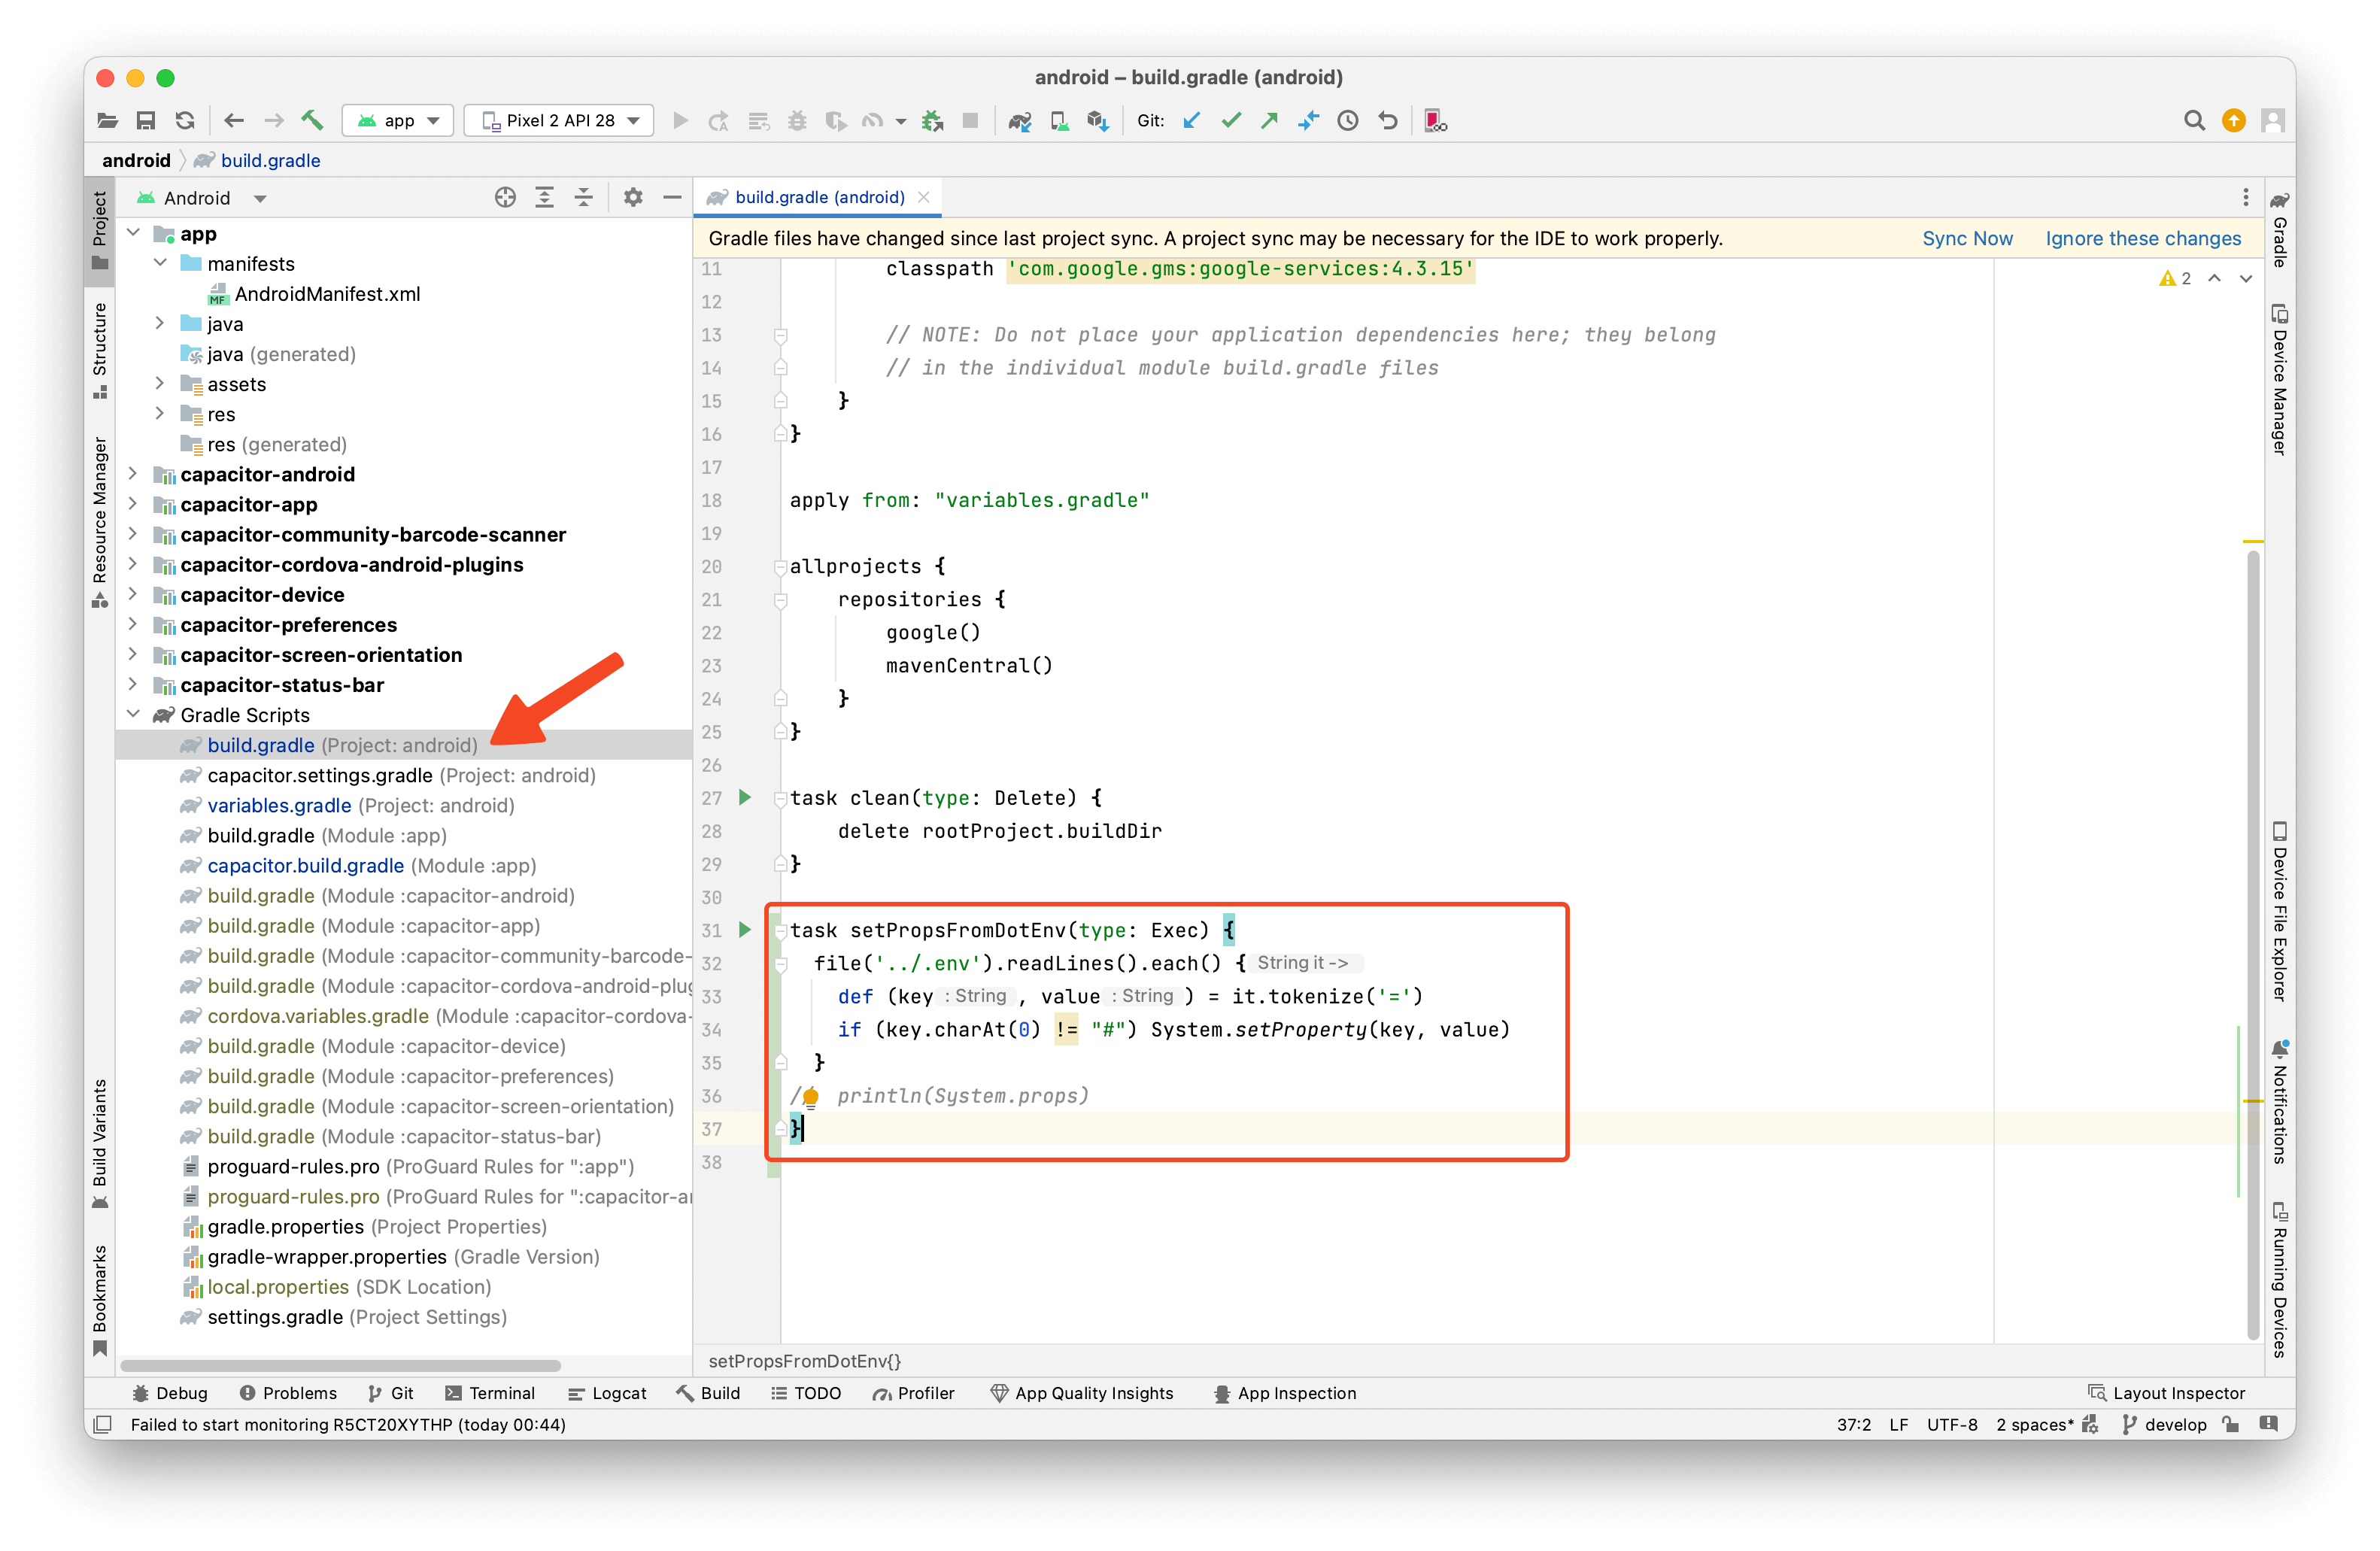 android – build.gradle (android)
app
Pixel 2 API 28
Git:
android
build.gradle
Project
Structure
Resource Manager
Build Variants
Bookmarks
Android
app
manifests
MF AndroidManifest.xml
java
java (generated)
assets
res
res (generated)
capacitor-android
capacitor-app
capacitor-community-barcode-scanner
capacitor-cordova-android-plugins
capacitor-device
capacitor-preferences
capacitor-screen-orientation
capacitor-status-bar
Gradle Scripts
build.gradle (Project: android)
capacitor.settings.gradle (Project: android)
variables.gradle (Project: android)
build.gradle (Module :app)
capacitor.build.gradle (Module :app)
build.gradle (Module :capacitor-android)
build.gradle (Module :capacitor-app)
build.gradle (Module :capacitor-community-barcode-
build.gradle (Module :capacitor-cordova-android-plug
cordova.variables.gradle (Module :capacitor-cordova-
build.gradle (Module :capacitor-device)
build.gradle (Module :capacitor-preferences)
build.gradle (Module :capacitor-screen-orientation)
build.gradle (Module :capacitor-status-bar)
proguard-rules.pro (ProGuard Rules for ":app")
proguard-rules.pro (ProGuard Rules for ":capacitor-an
gradle.properties (Project Properties)
gradle-wrapper.properties (Gradle Version)
local.properties (SDK Location)
settings.gradle (Project Settings)
build.gradle (android)
Gradle files have changed since last project sync. A project sync may be necessary for the IDE to work properly. Sync Now Ignore these changes
2
11 classpath 'com.google.gms:google-services:4.3.15'
12
13 // NOTE: Do not place your application dependencies here; they belong
14 // in the individual module build.gradle files
15 }
16 }
17
18 apply from: "variables.gradle"
19
20 allprojects {
21 repositories {
22 google()
23 mavenCentral()
24 }
25 }
26
27 task clean(type: Delete) {
28 delete rootProject.buildDir
29 }
30
31 task setPropsFromDotEnv(type: Exec) {
32 file('../.env').readLines().each() { String it ->
33 def (key : String , value : String ) = it.tokenize('=')
34 if (key.charAt(0) != "#") System.setProperty(key, value)
35 }
36 // println(System.props)
37 }
38
setPropsFromDotEnv{}
Gradle
Device Manager
Device File Explorer
Notifications
Running Devices
Debug
Problems
Git
Terminal
Logcat
Build
TODO
Profiler
App Quality Insights
App Inspection
Layout Inspector
Failed to start monitoring R5CT20XYTHP (today 00:44)
37:2 LF UTF-8 2 spaces* develop